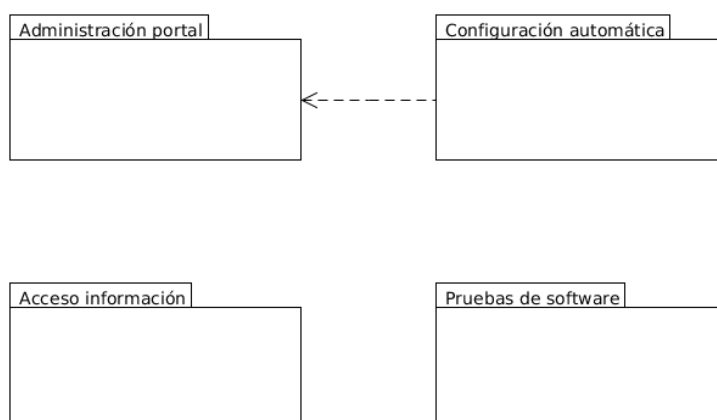 Administración portal
Configuración automática
Acceso información
Pruebas de software